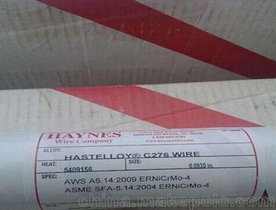 HAYNES
Wire Company
ALLOY:
HASTELLOY® C276 WIRE
HEAT:
SIZE:
5409156
0.0930 in.
SPEC:
AWS A5.14:2009 ERNiCrMo-4
ASME SFA-5.14:2004 ERNiCrMo-4
china.makepolo.com